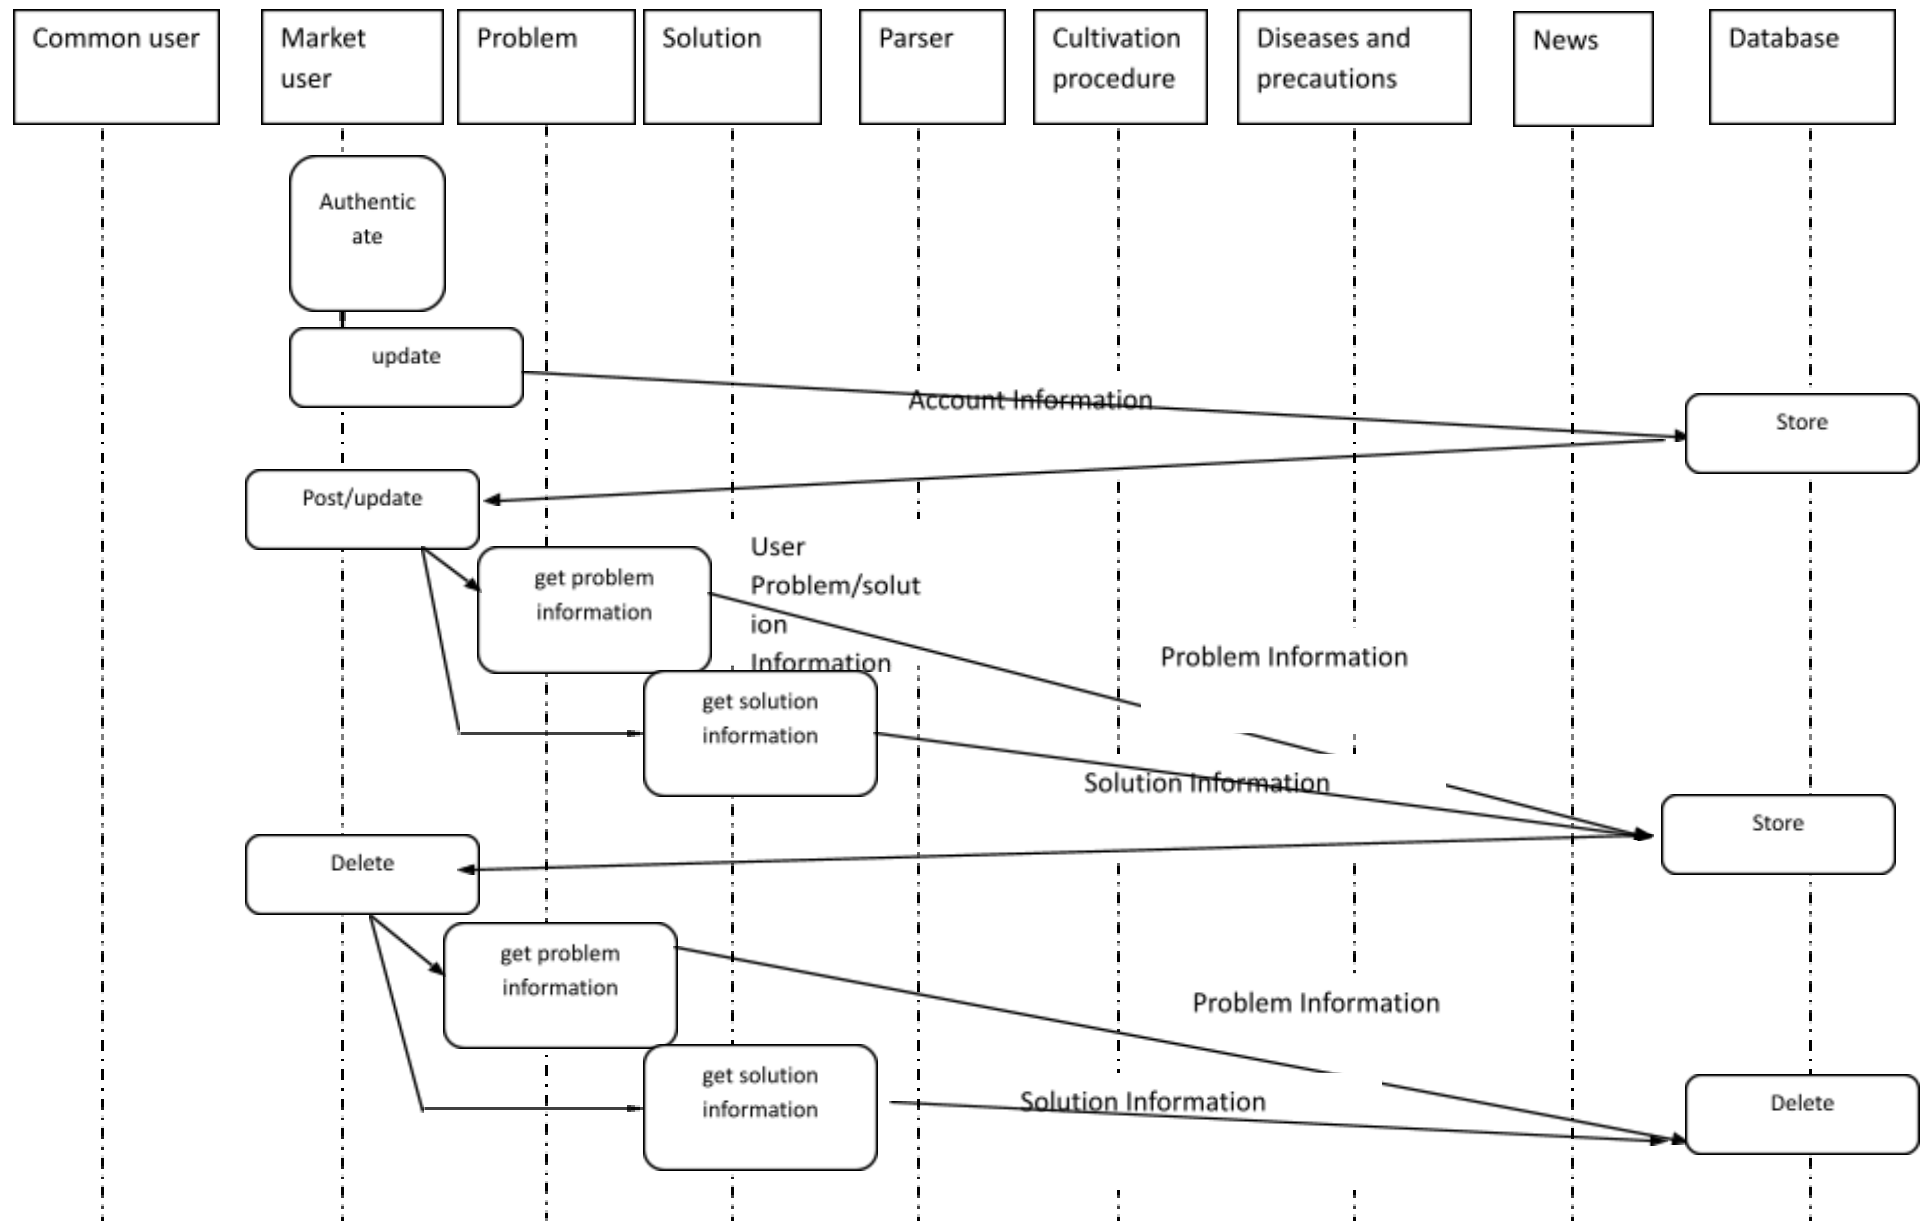 Common user
Market
user
Problem
Solution
Parser
Cultivation
procedure
Diseases and
precautions
News
Database
Authentic
ate
update
Account Information
Store
Post/update
get problem
information
User
Problem/solut
ion
Information
Problem Information
get solution
information
Solution Information
Store
Delete
get problem
information
Problem Information
get solution
information
Solution Information
Delete